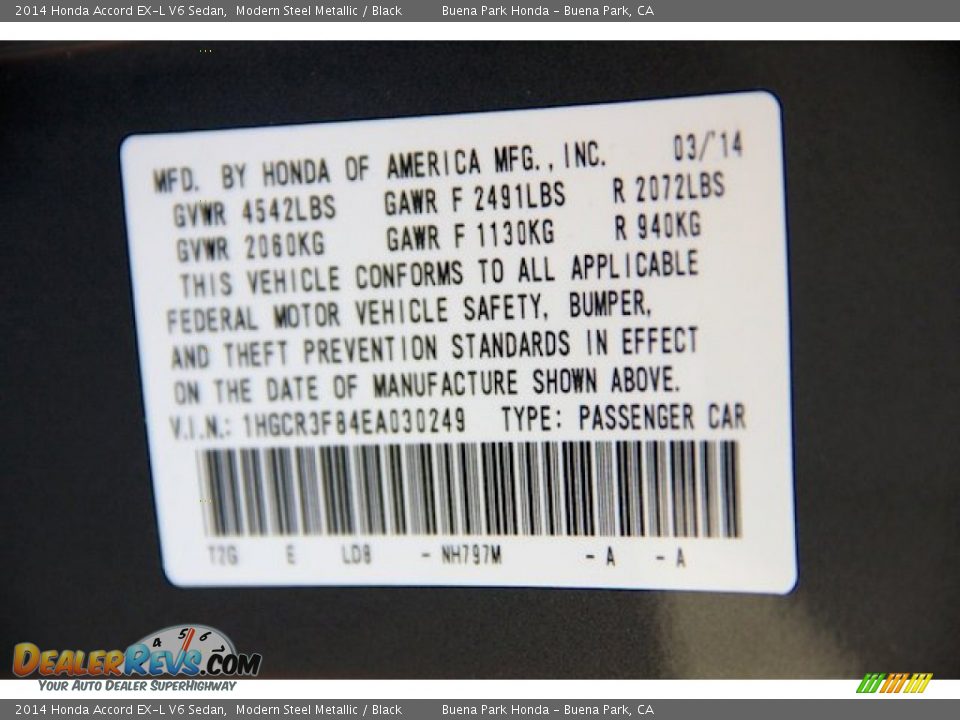 2014 Honda Accord EX-L V6 Sedan, Modern Steel Metallic / Black Buena Park Honda - Buena Park, CA
MFD. BY HONDA OF AMERICA MFG., INC. 03/'14
GVWR 4542LBS GAWR F 2491LBS R 2072LBS
GVWR 2060KG GAWR F 1130KG R 940KG
THIS VEHICLE CONFORMS TO ALL APPLICABLE
FEDERAL MOTOR VEHICLE SAFETY, BUMPER,
AND THEFT PREVENTION STANDARDS IN EFFECT
ON THE DATE OF MANUFACTURE SHOWN ABOVE.
V.I.N.: 1HGCR3F84EA030249 TYPE: PASSENGER CAR
T2G E LD8 - NH797M - A - A
4 5 6
DEALERREVS.COM
YOUR AUTO DEALER SUPERHIGHWAY
2014 Honda Accord EX-L V6 Sedan, Modern Steel Metallic / Black Buena Park Honda - Buena Park, CA